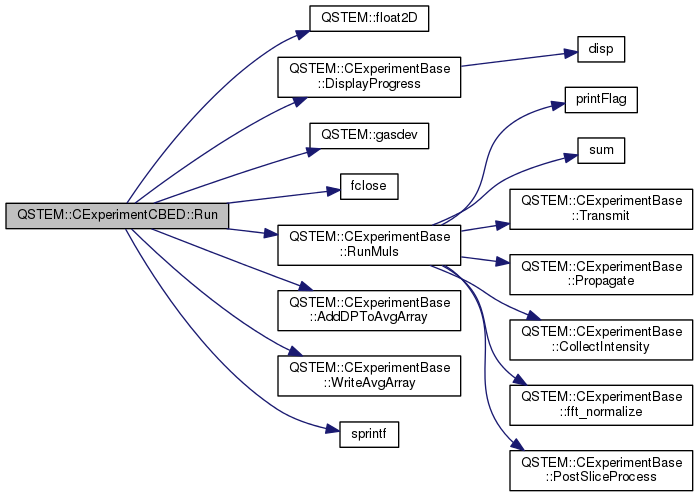 QSTEM::CExperimentCBED::Run
QSTEM::float2D
QSTEM::CExperimentBase
::DisplayProgress
disp
QSTEM::gasdev
fclose
QSTEM::CExperimentBase
::RunMuls
printFlag
sum
QSTEM::CExperimentBase
::Transmit
QSTEM::CExperimentBase
::Propagate
QSTEM::CExperimentBase
::CollectIntensity
QSTEM::CExperimentBase
::fft_normalize
QSTEM::CExperimentBase
::PostSliceProcess
QSTEM::CExperimentBase
::AddDPToAvgArray
QSTEM::CExperimentBase
::WriteAvgArray
sprintf